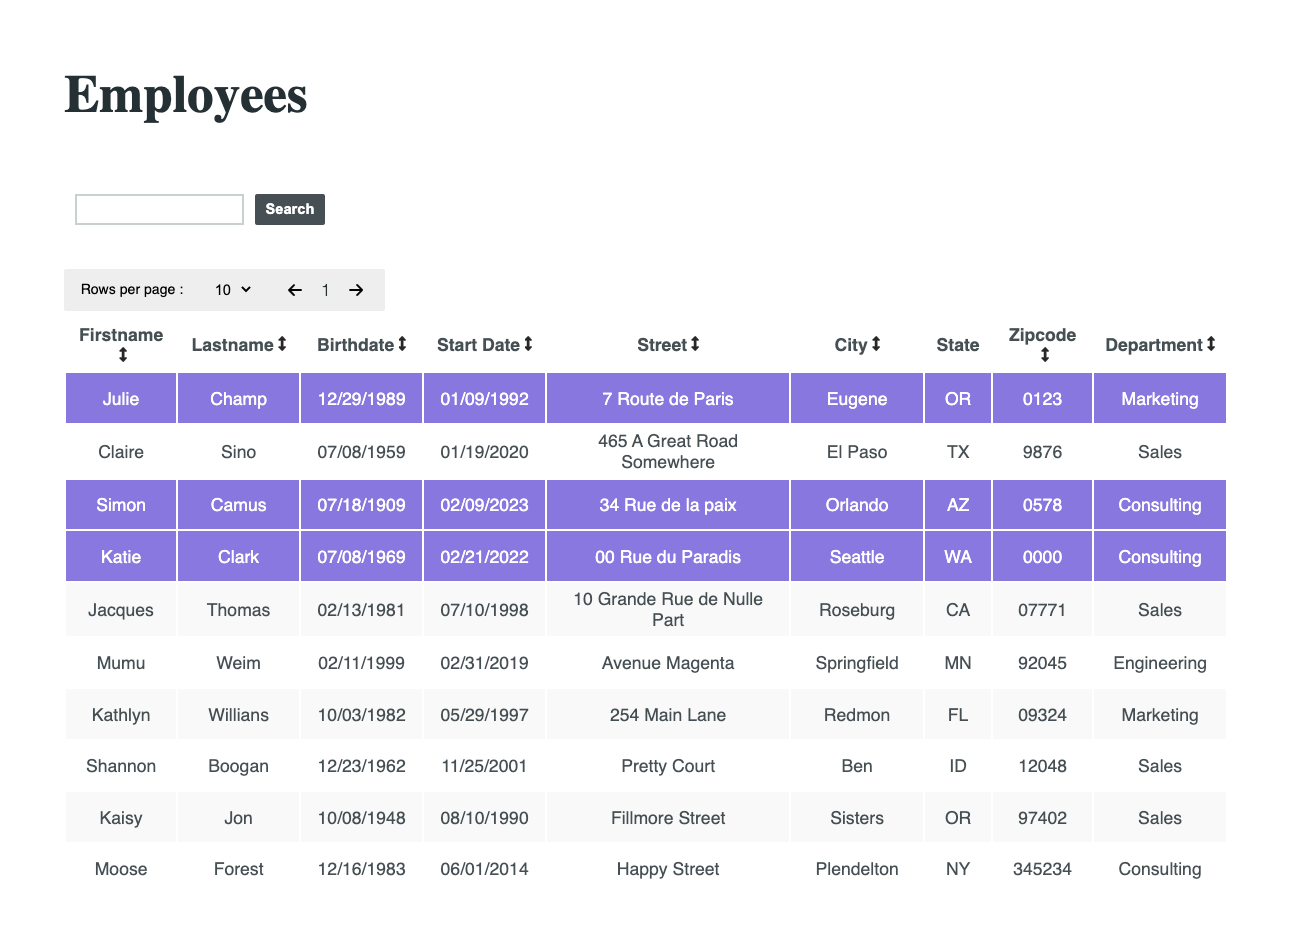 Employees
Search
Rows per page : 10 1
Firstname Lastname Birthdate Start Date Street City State Zipcode Department
Julie Champ 12/29/1989 01/09/1992 7 Route de Paris Eugene OR 0123 Marketing
Claire Sino 07/08/1959 01/19/2020 465 A Great Road Somewhere El Paso TX 9876 Sales
Simon Camus 07/18/1909 02/09/2023 34 Rue de la paix Orlando AZ 0578 Consulting
Katie Clark 07/08/1969 02/21/2022 00 Rue du Paradis Seattle WA 0000 Consulting
Jacques Thomas 02/13/1981 07/10/1998 10 Grande Rue de Nulle Part Roseburg CA 07771 Sales
Mumu Weim 02/11/1999 02/31/2019 Avenue Magenta Springfield MN 92045 Engineering
Kathlyn Willians 10/03/1982 05/29/1997 254 Main Lane Redmon FL 09324 Marketing
Shannon Boogan 12/23/1962 11/25/2001 Pretty Court Ben ID 12048 Sales
Kaisy Jon 10/08/1948 08/10/1990 Fillmore Street Sisters OR 97402 Sales
Moose Forest 12/16/1983 06/01/2014 Happy Street Plendelton NY 345234 Consulting